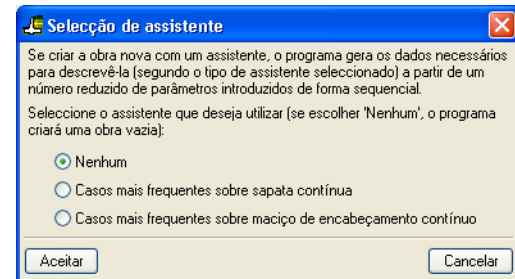 Selecção de assistente
Se criar a obra nova com um assistente, o programa gera os dados necessários
para descrevê-la (segundo o tipo de assistente seleccionado) a partir de um
número reduzido de parâmetros introduzidos de forma sequencial.
Seleccione o assistente que deseja utilizar (se escolher 'Nenhum', o programa
criará uma obra vazia):
Nenhum
Casos mais frequentes sobre sapata contínua
Casos mais frequentes sobre maciço de encabeçamento contínuo
Aceitar
Cancelar